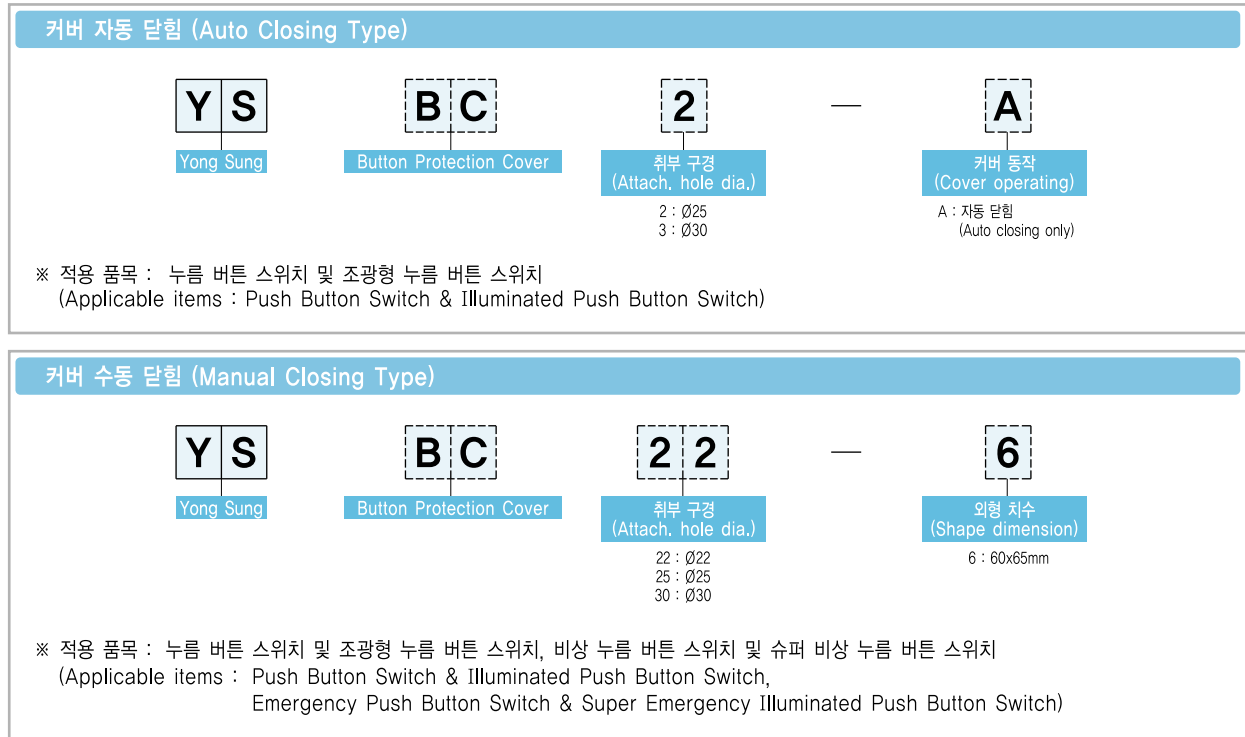 커버 자동 닫힘 (Auto Closing Type)
YS BC 2 — A
Yong Sung
Button Protection Cover
취부 구경
(Attach. hole dia.)
2 : Ø25
3 : Ø30
커버 동작
(Cover operating)
A : 자동 닫힘
(Auto closing only)
※ 적용 품목 : 누름 버튼 스위치 및 조광형 누름 버튼 스위치
(Applicable items : Push Button Switch & Illuminated Push Button Switch)
커버 수동 닫힘 (Manual Closing Type)
YS BC 22 — 6
Yong Sung
Button Protection Cover
취부 구경
(Attach. hole dia.)
22 : Ø22
25 : Ø25
30 : Ø30
외형 치수
(Shape dimension)
6 : 60x65mm
※ 적용 품목 : 누름 버튼 스위치 및 조광형 누름 버튼 스위치, 비상 누름 버튼 스위치 및 슈퍼 비상 누름 버튼 스위치
(Applicable items : Push Button Switch & Illuminated Push Button Switch,
Emergency Push Button Switch & Super Emergency Illuminated Push Button Switch)